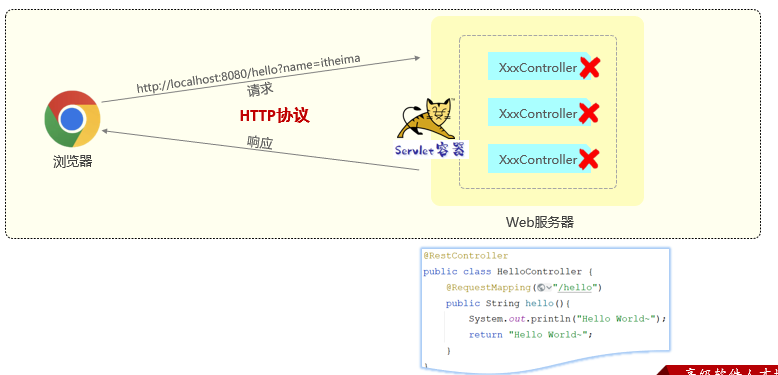 http://localhost:8080/hello?name=itheima
请求
HTTP协议
响应
浏览器
XxxController
XxxController
XxxController
Servlet容器
Web服务器
@RestController
public class HelloController {
@RequestMapping("/hello")
public String hello(){
System.out.println("Hello World~");
return "Hello World~";
}
}